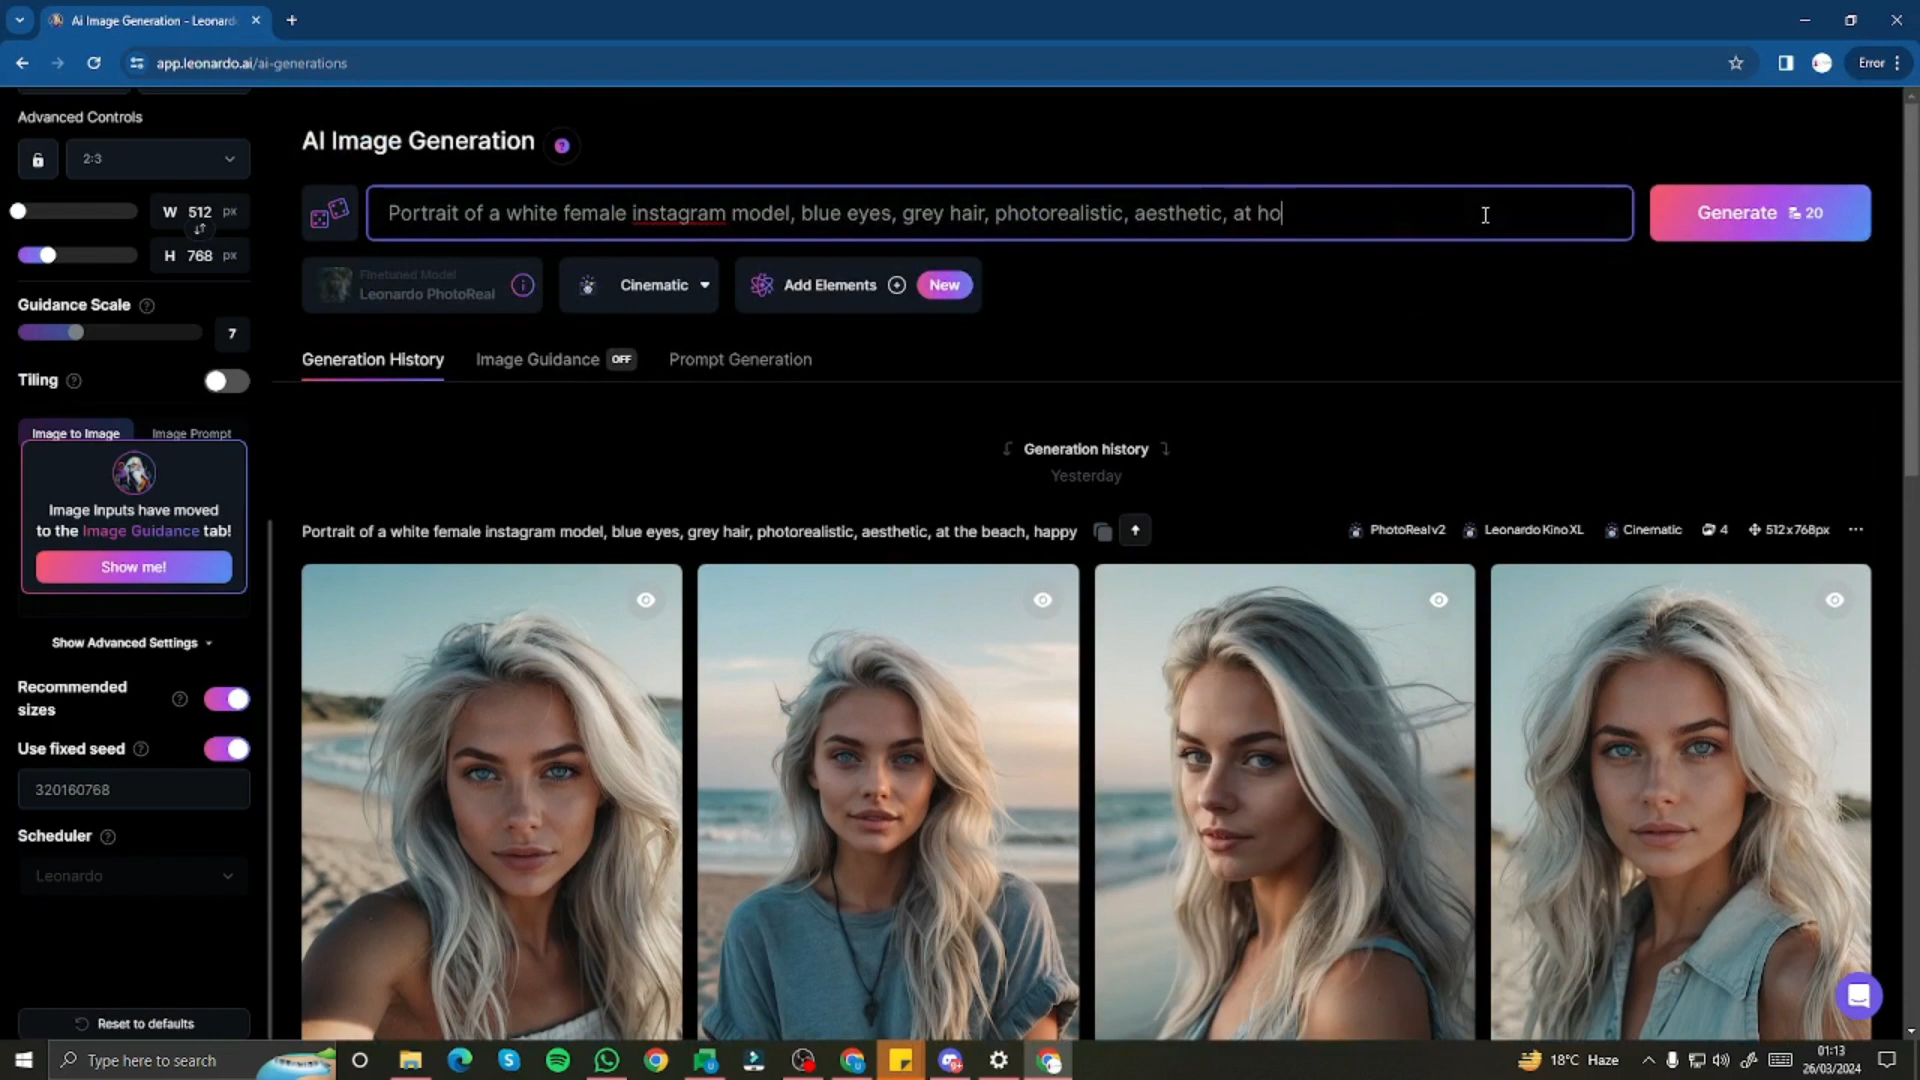 Ai Image Generation - Leonard
app.leonardo.ai/ai-generations
Error
Advanced Controls
2:3
W 512 px
H 768 px
Guidance Scale
7
Tiling
Image to Image
Image Prompt
Image Inputs have moved
to the Image Guidance tab!
Show me!
Show Advanced Settings
Recommended
sizes
Use fixed seed
320160768
Scheduler
Leonardo
Reset to defaults
AI Image Generation
Portrait of a white female instagram model, blue eyes, grey hair, photorealistic, aesthetic, at ho
Generate 20
Finetuned Model
Leonardo PhotoReal
Cinematic
Add Elements
New
Generation History
Image Guidance OFF
Prompt Generation
Generation history
Yesterday
Portrait of a white female instagram model, blue eyes, grey hair, photorealistic, aesthetic, at the beach, happy
PhotoReal v2
Leonardo Kino XL
Cinematic
4
512x768px
Type here to search
18°C Haze
01:13
26/03/2024